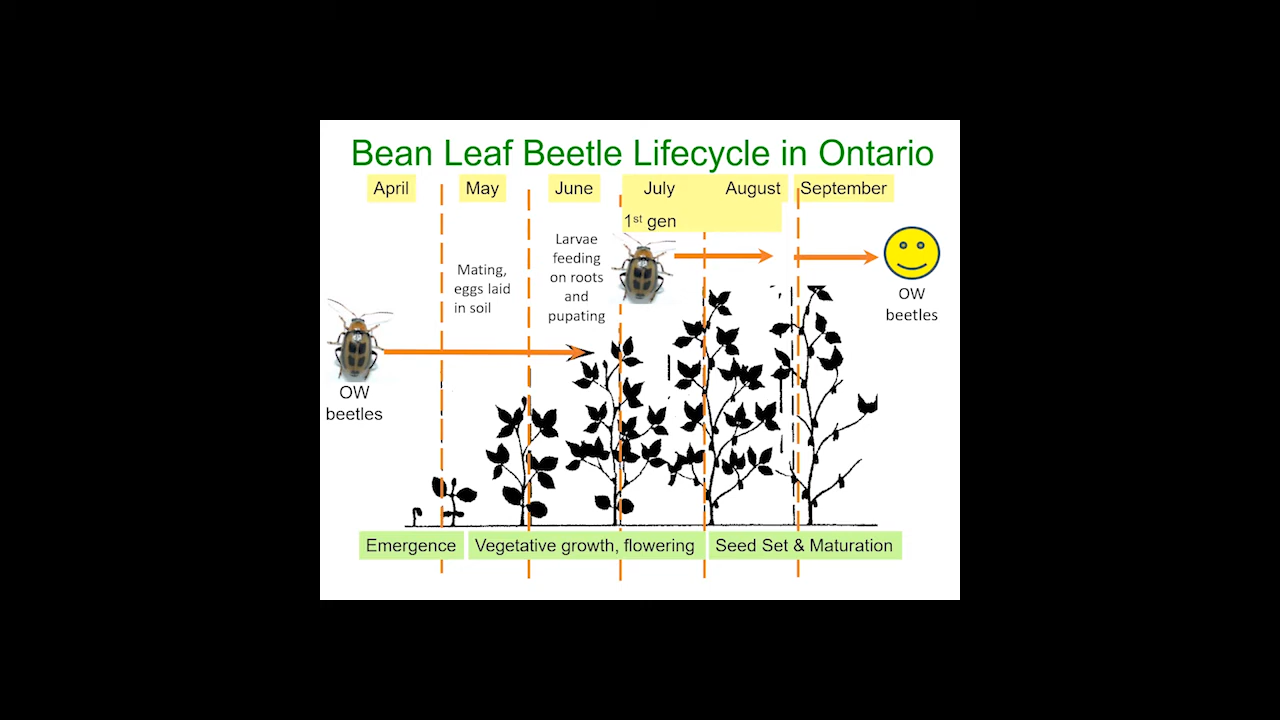 Bean Leaf Beetle Lifecycle in Ontario
April May June July August September
1st gen
Larvae
feeding
on roots
and
pupating
Mating,
eggs laid
in soil
OW
beetles
OW
beetles
Emergence Vegetative growth, flowering Seed Set & Maturation